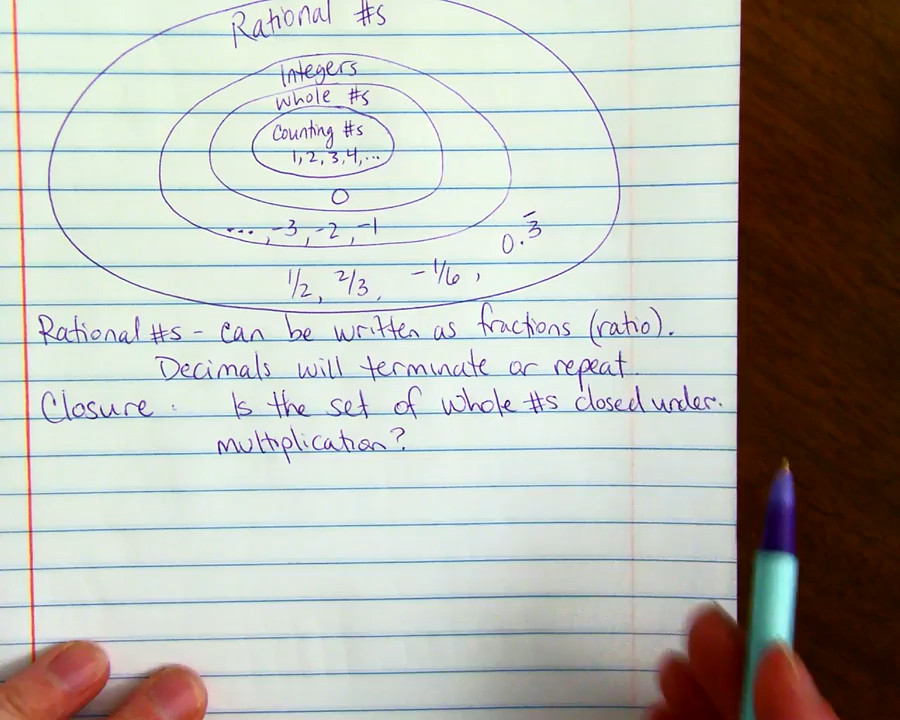 Rational #s
Integers
Whole #s
Counting #s
1, 2, 3, 4, ...
0
..., -3, -2, -1
0.3̅
1/2, 2/3, -1/6,
Rational #s - can be written as fractions (ratio).
Decimals will terminate or repeat.
Closure: Is the set of whole #s closed under.
multiplication?